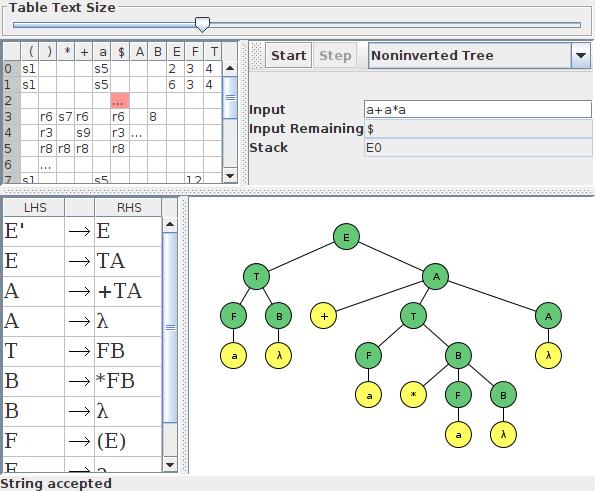 Table Text Size
( ) * + a $ A B E F T
0 s1 s5 2 3 4
1 s1 s5 6 3 4
2 ...
3 r6 s7 r6 r6 8
4 r3 s9 r3 ...
5 r8 r8 r8 r8
6 ...
7 s1 s5 12
Start Step Noninverted Tree
Input a+a*a
Input Remaining $
Stack E0
LHS RHS
E' → E
E → TA
A → +TA
A → λ
T → FB
B → *FB
B → λ
F → (E)
F → a
E
T A
F B + T A
a λ F B λ
a * F B
a λ
String accepted